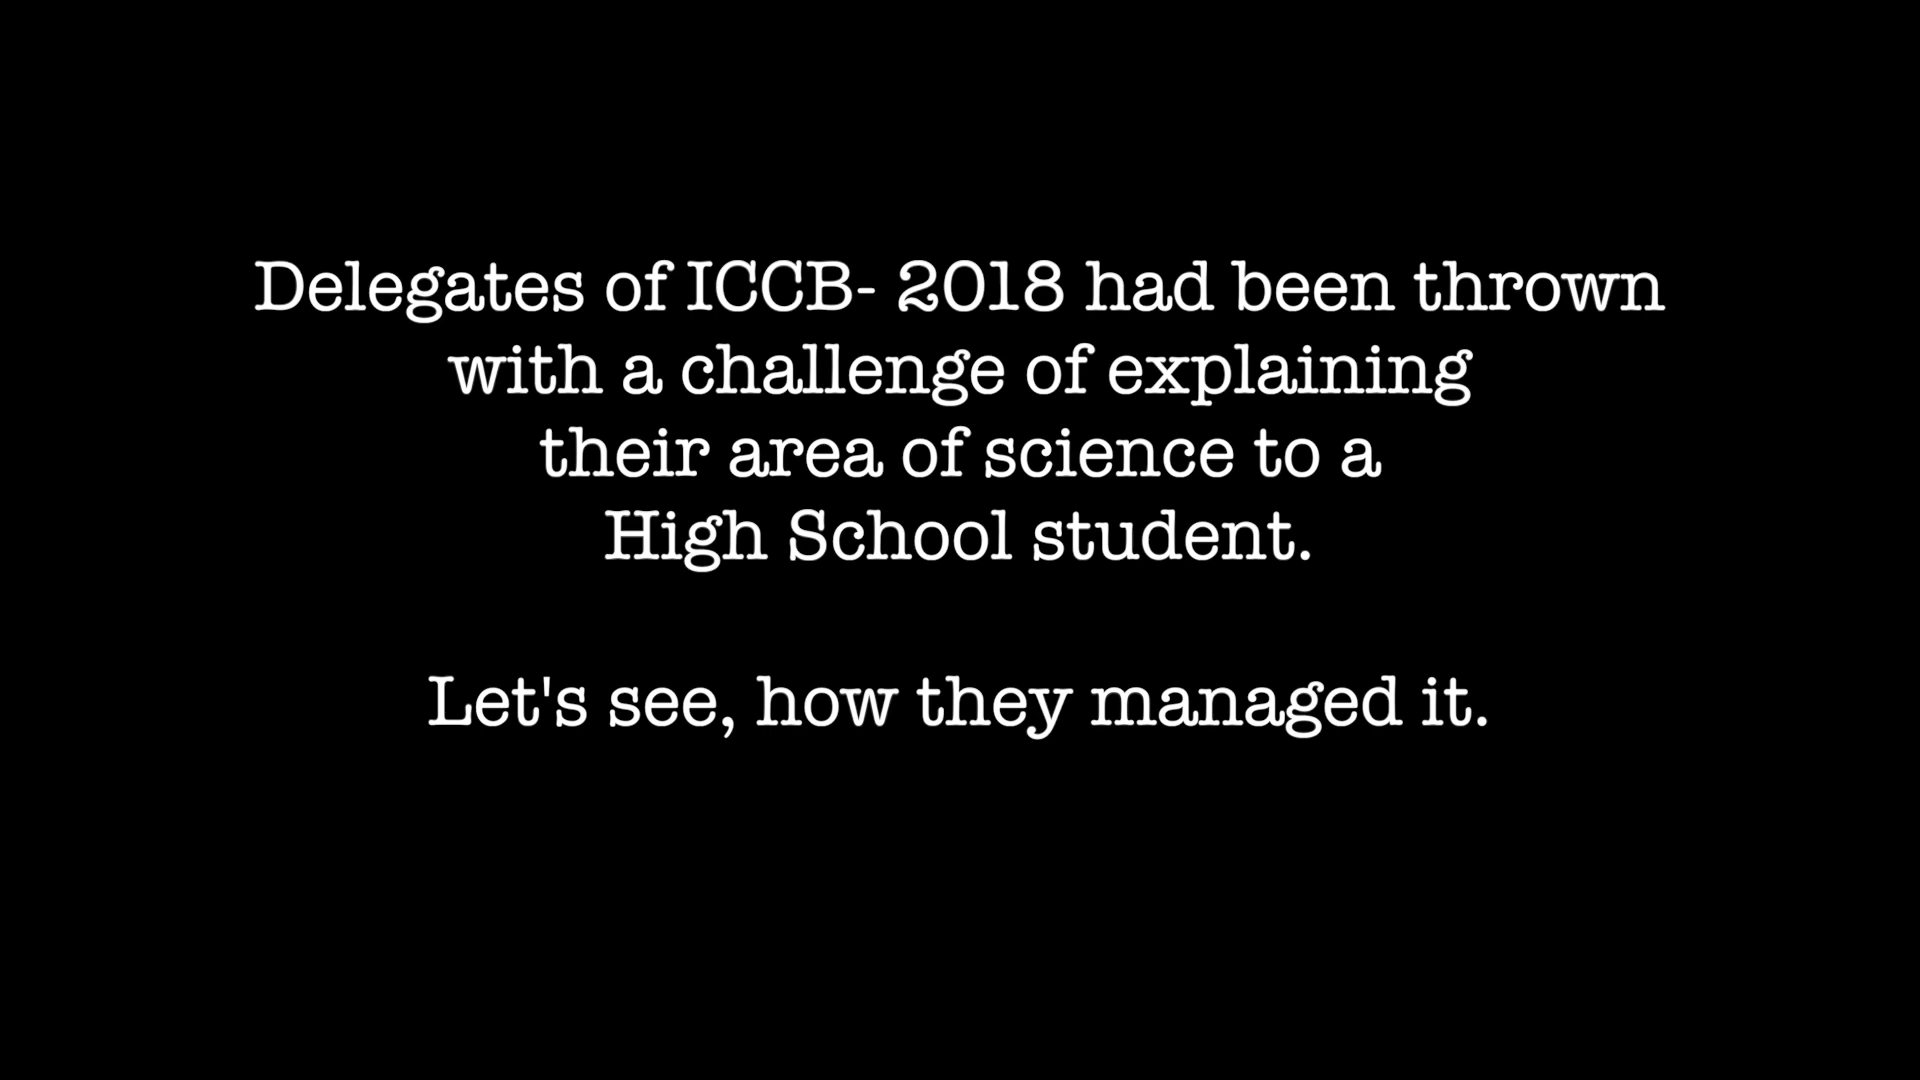 Delegates of ICCB- 2018 had been thrown
with a challenge of explaining
their area of science to a
High School student.
Let's see, how they managed it.